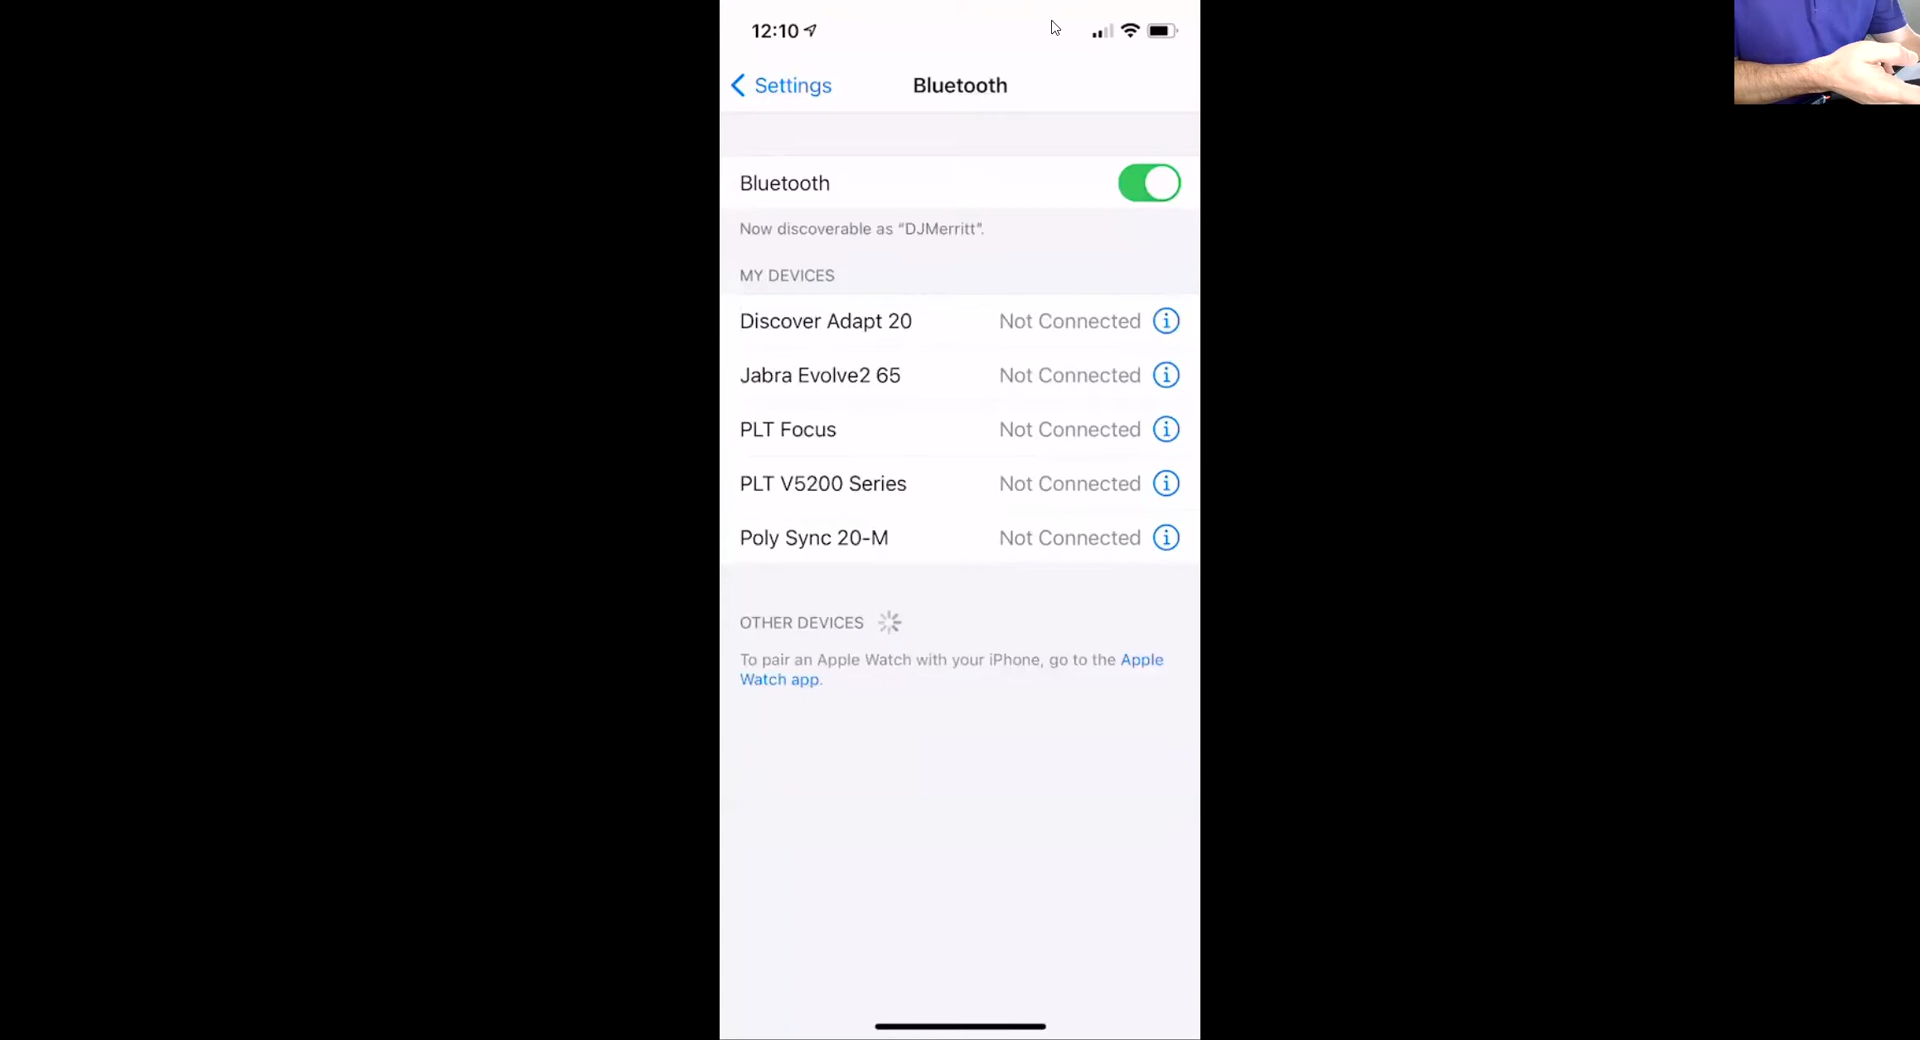 12:10
Settings
Bluetooth
Bluetooth
Now discoverable as “DJMerritt”.
MY DEVICES
Discover Adapt 20 Not Connected
Jabra Evolve2 65 Not Connected
PLT Focus Not Connected
PLT V5200 Series Not Connected
Poly Sync 20-M Not Connected
OTHER DEVICES
To pair an Apple Watch with your iPhone, go to the Apple
Watch app.